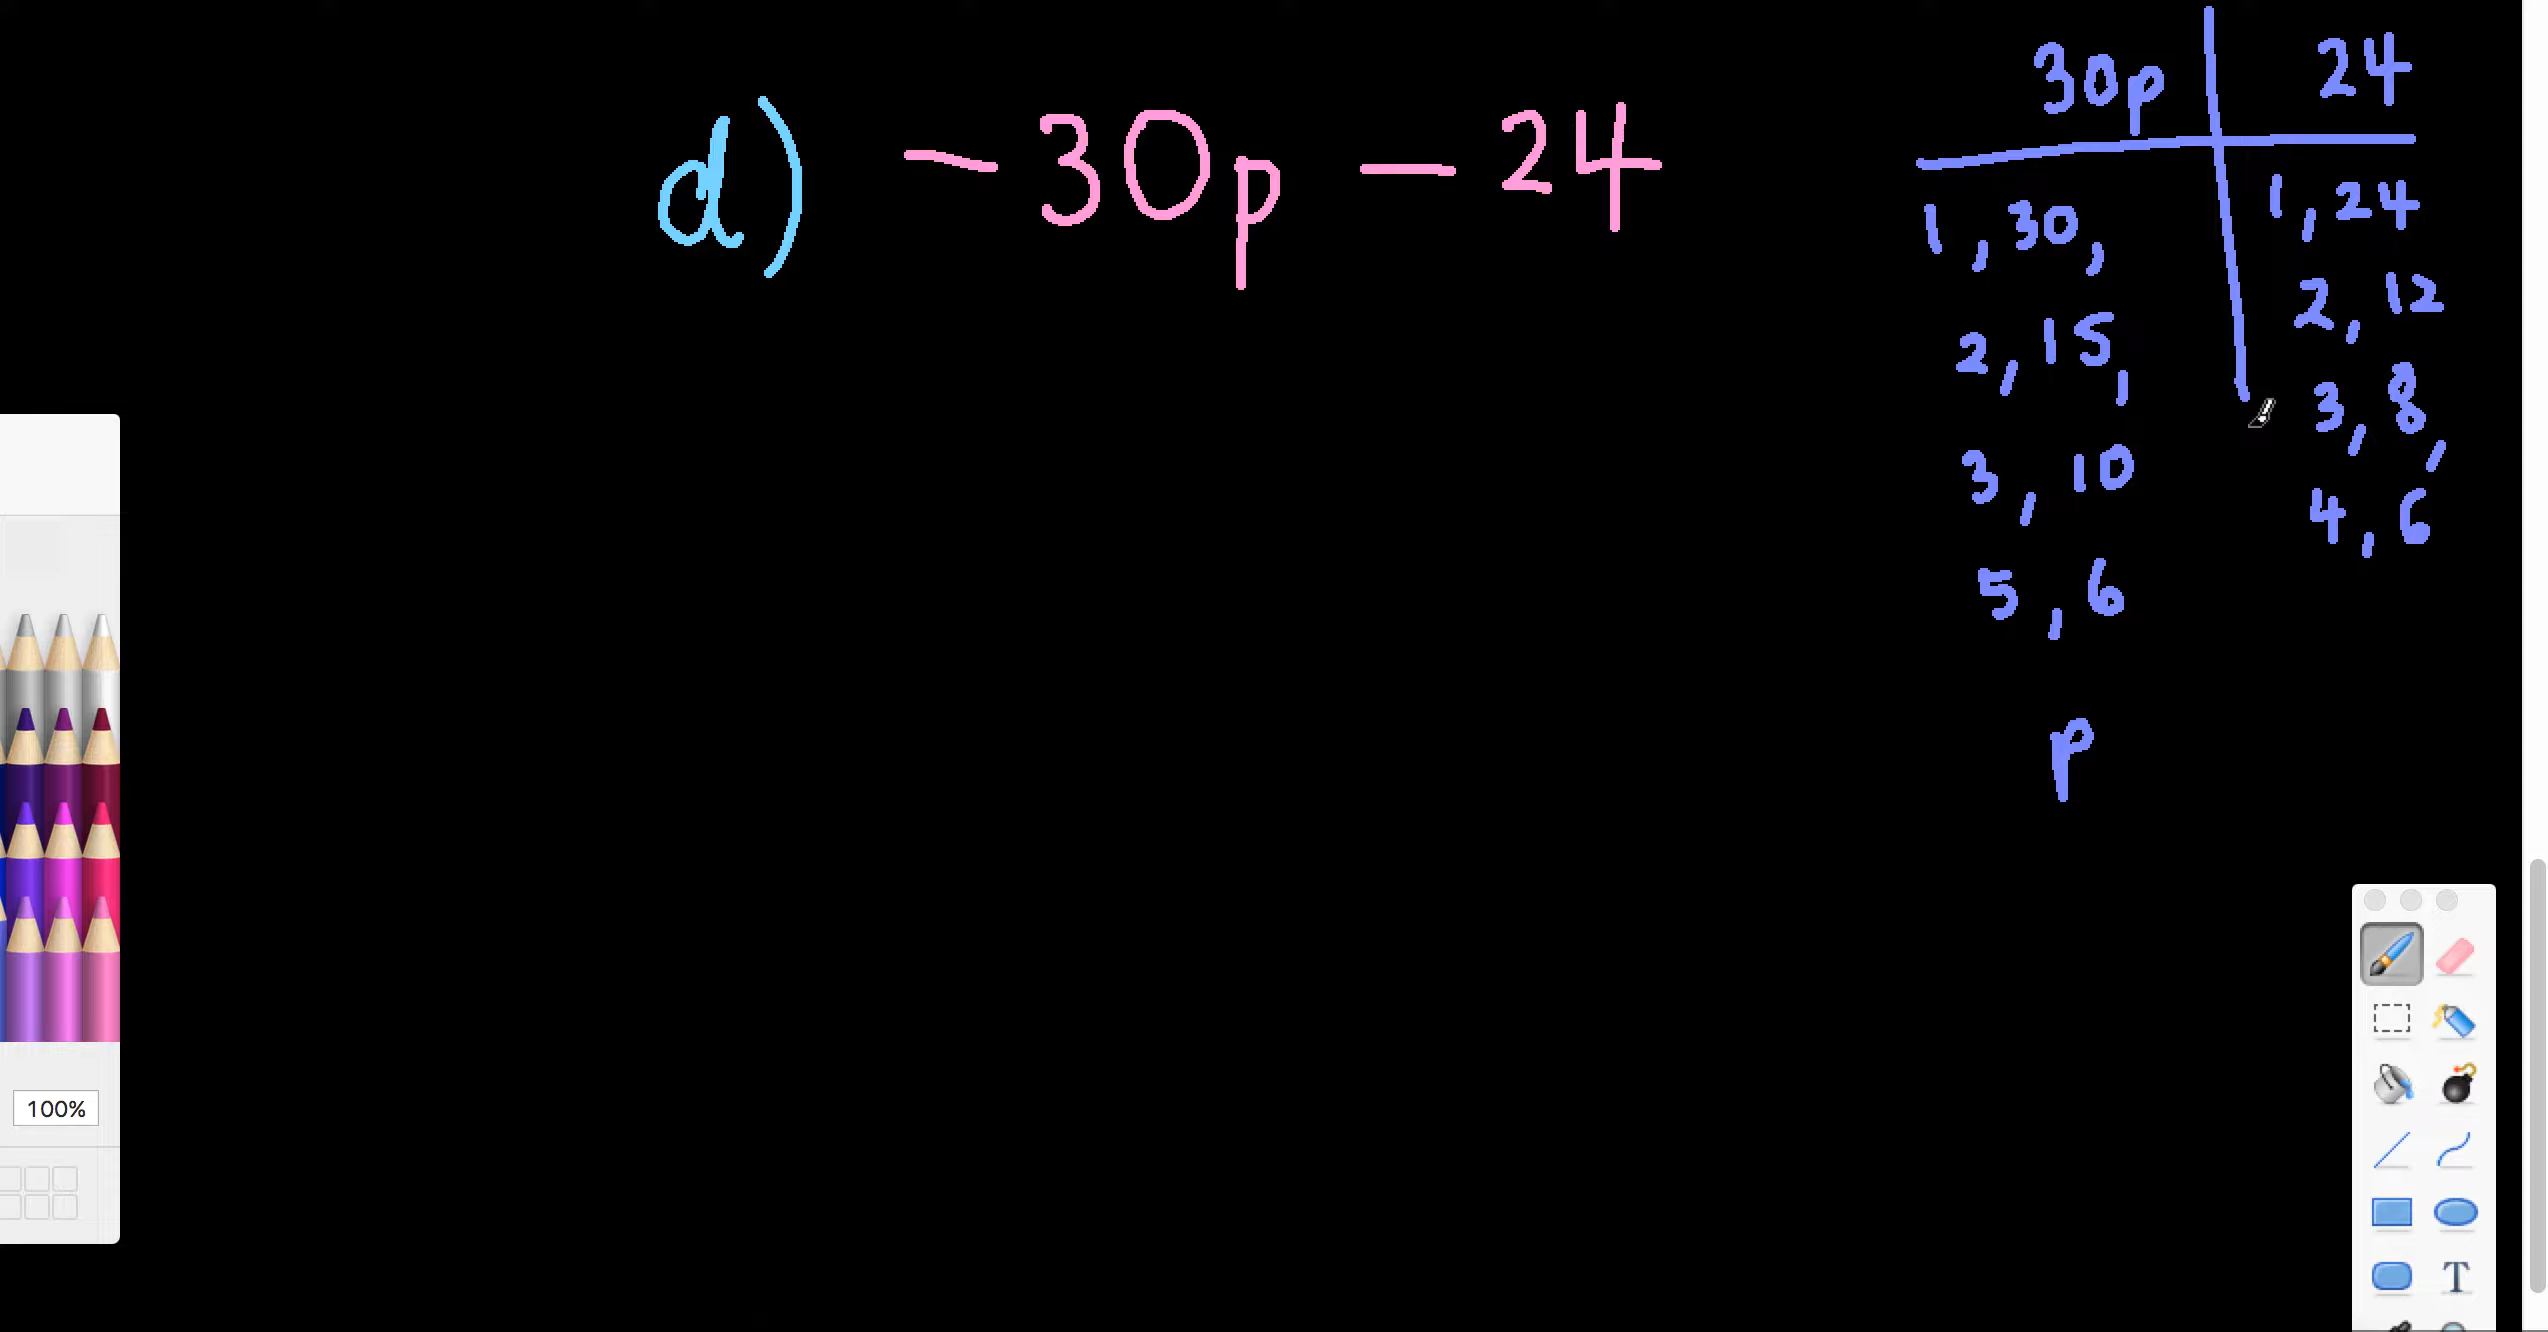 d) -30p - 24
30p | 24
1, 30,
2, 15,
3, 10
5, 6
p
1, 24
2, 12
3, 8,
4, 6
100%
T